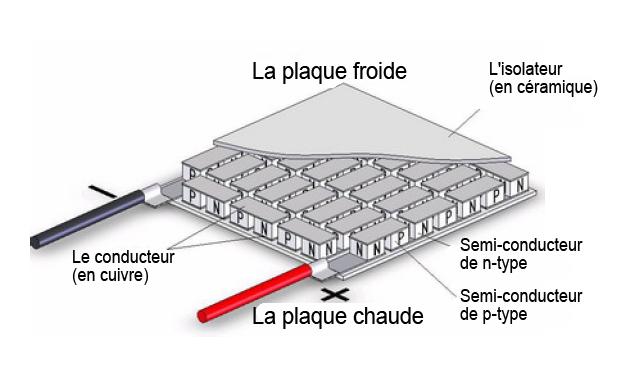 La plaque froide
L'isolateur
(en céramique)
P
P N P N P N N
N P N P N P N
Le conducteur
(en cuivre)
Semi-conducteur
de n-type
Semi-conducteur
de p-type
La plaque chaude